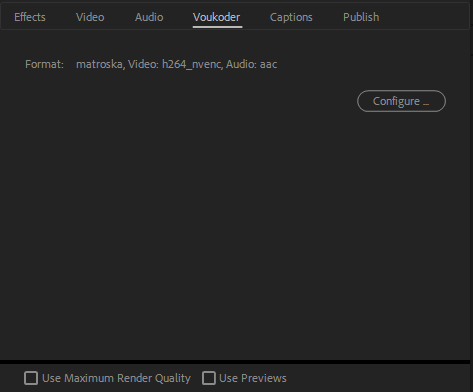 Effects Video Audio Voukoder Captions Publish
Format: matroska, Video: h264_nvenc, Audio: aac
Configure ...
Use Maximum Render Quality Use Previews